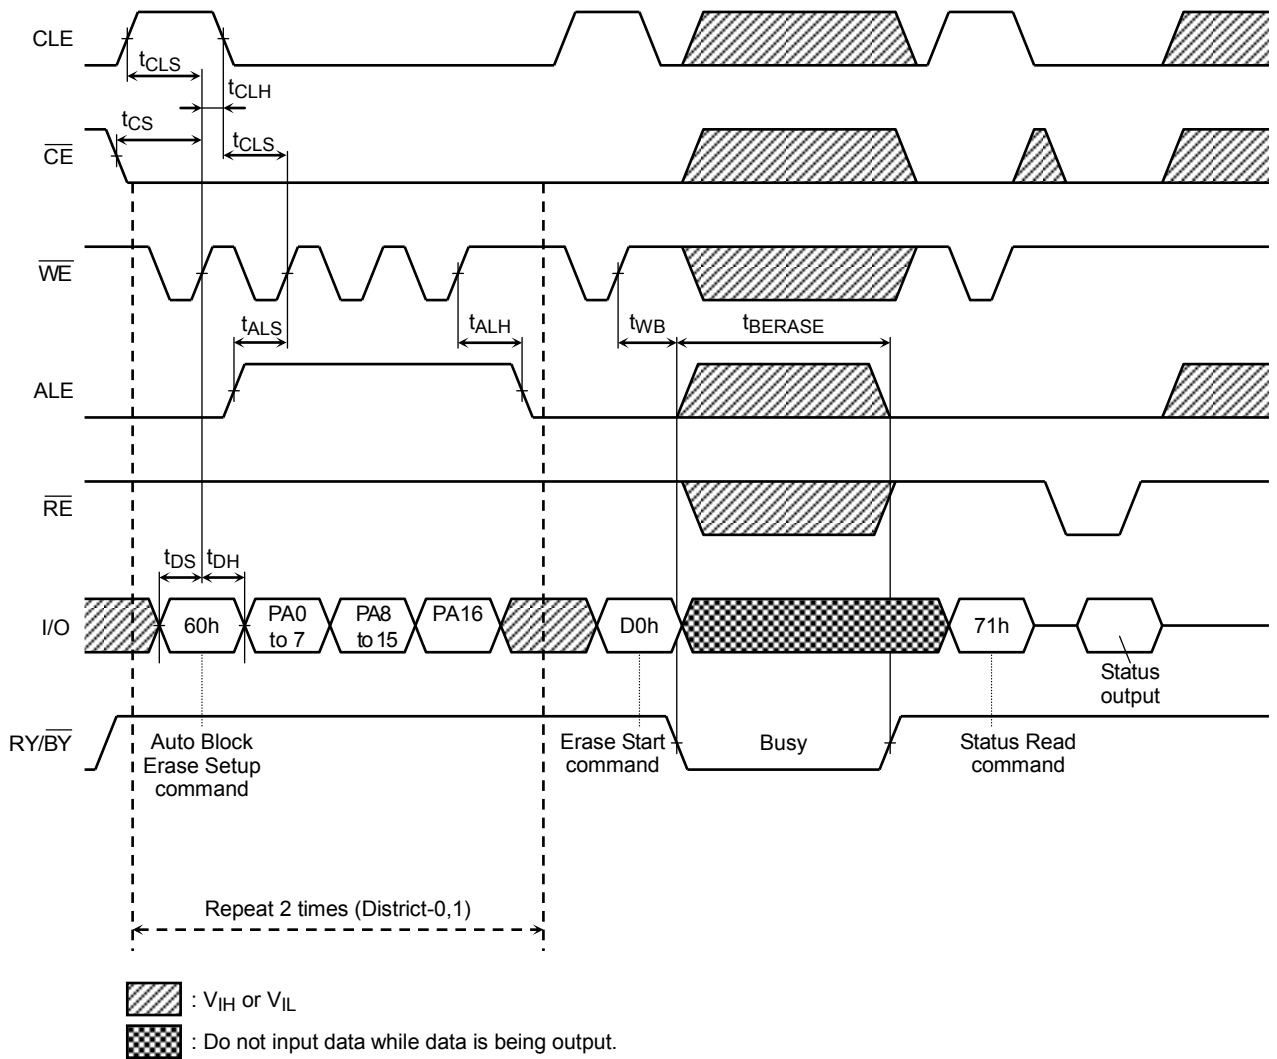 CLE
tCLS
tCLH
tCS
CE
tCLS
WE
tALS
tALH
tWB
tBERASE
ALE
RE
tDS
tDH
I/O
60h
PA0
to 7
PA8
to 15
PA16
D0h
71h
Status
output
RY/BY
Auto Block
Erase Setup
command
Erase Start
command
Busy
Status Read
command
Repeat 2 times (District-0,1)
: VIH or VIL
: Do not input data while data is being output.